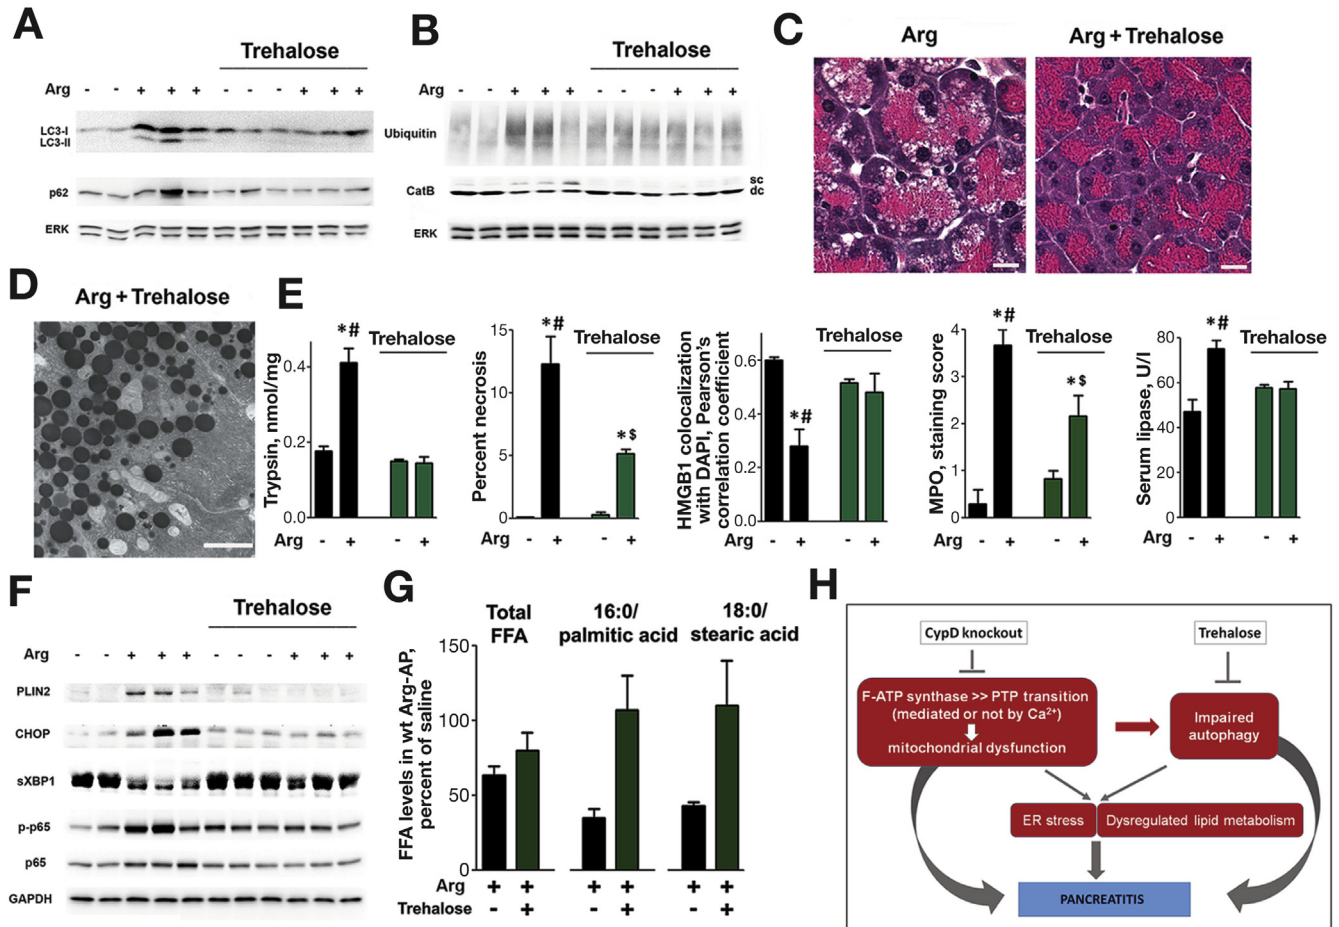 A
Trehalose
Arg - - + + + - - - + + +
LC3-I
LC3-II
p62
ERK
B
Trehalose
Arg - - + + + - - - + + +
Ubiquitin
CatB
sc
dc
ERK
C
Arg
Arg + Trehalose
D
Arg + Trehalose
E
Trypsin, nmol/mg
0.4
0.2
0.0
*#
Trehalose
Arg - + - +
Percent necrosis
15
10
5
0
*#
Trehalose
*$
Arg - + - +
HMGB1 colocalization
with DAPI, Pearson's
correlation coefficient
0.6
0.4
0.2
0.0
*#
Trehalose
Arg - + - +
MPO, staining score
4
3
2
1
0
*#
Trehalose
*$
Arg - + - +
Serum lipase, U/l
80
60
40
20
0
*#
Trehalose
Arg - + - +
F
Trehalose
Arg - - + + + - - - + + +
PLIN2
CHOP
sXBP1
p-p65
p65
GAPDH
G
Total
FFA
16:0/
palmitic acid
18:0/
stearic acid
FFA levels in wt Arg-AP,
percent of saline
150
100
50
0
Arg + + + + + +
Trehalose - + - + - +
H
CypD knockout
Trehalose
F-ATP synthase >> PTP transition
(mediated or not by Ca²⁺)
mitochondrial dysfunction
Impaired
autophagy
ER stress
Dysregulated lipid metabolism
PANCREATITIS